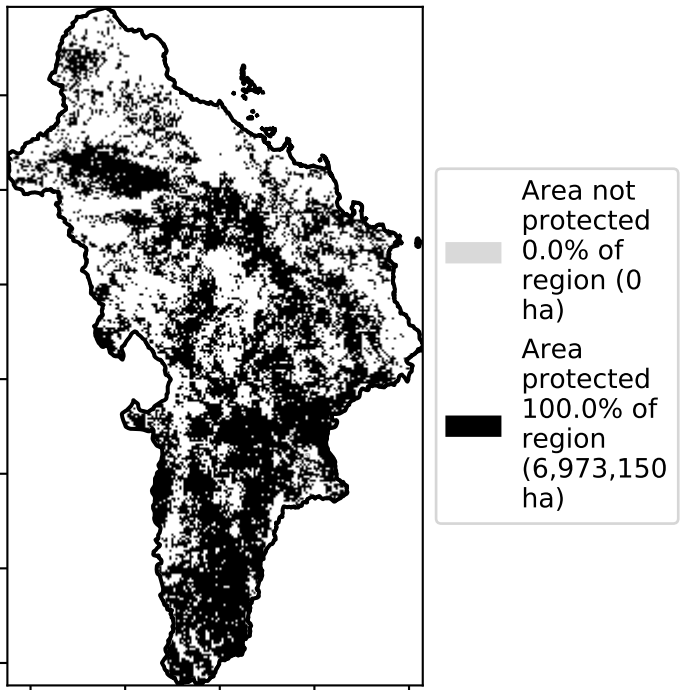 Area not
protected
0.0% of
region (0
ha)
Area
protected
100.0% of
region
(6,973,150
ha)